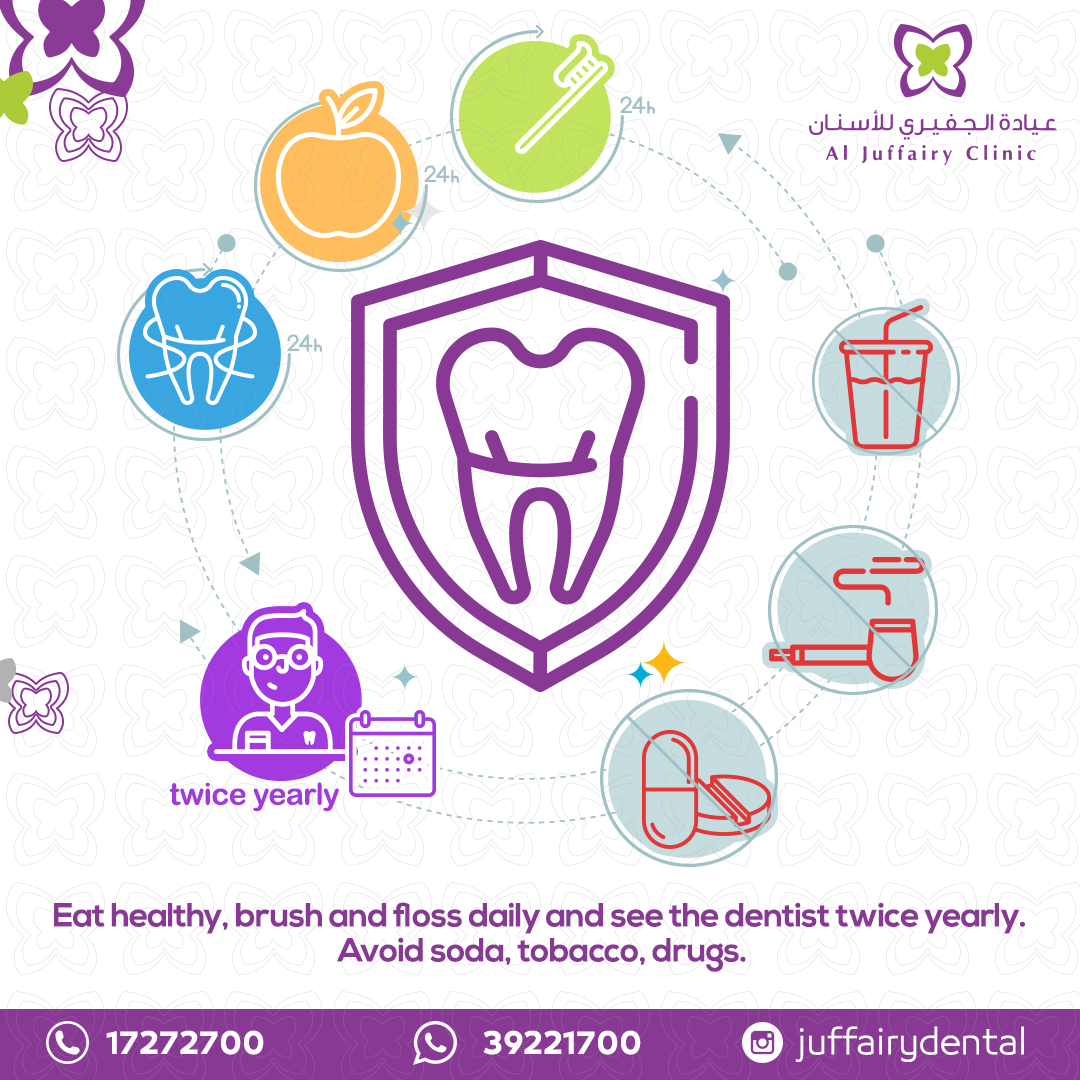 عيادة الجفيري للأسنان
Al Juffairy Clinic
24h
24h
24h
twice yearly
Eat healthy, brush and floss daily and see the dentist twice yearly.
Avoid soda, tobacco, drugs.
17272700
39221700
juffairydental